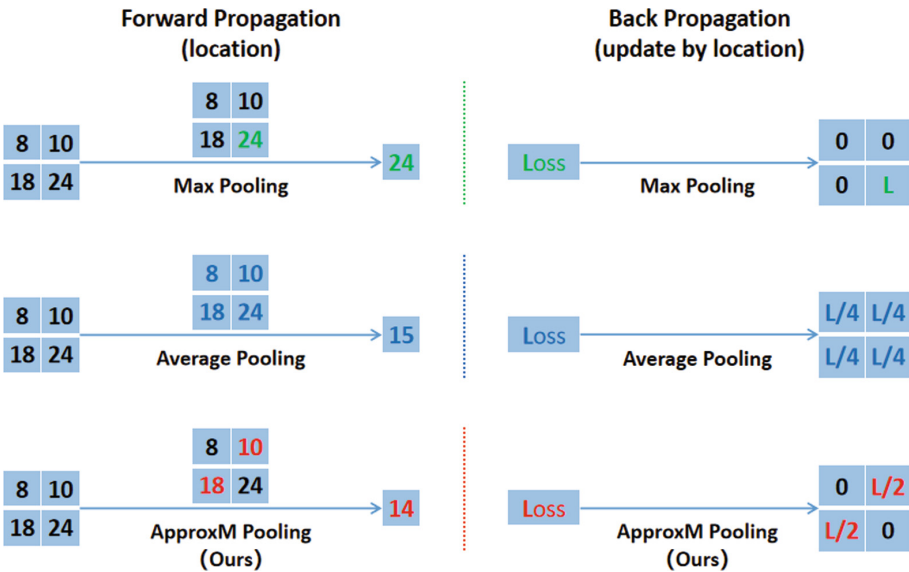 Forward Propagation
(location)
Back Propagation
(update by location)
8 10
18 24
8 10
18 24
Max Pooling
24
Loss
Max Pooling
0 0
0 L
8 10
18 24
8 10
18 24
Average Pooling
15
Loss
Average Pooling
L/4 L/4
L/4 L/4
8 10
18 24
8 10
18 24
ApproxM Pooling
(Ours)
14
Loss
ApproxM Pooling
(Ours)
0 L/2
L/2 0